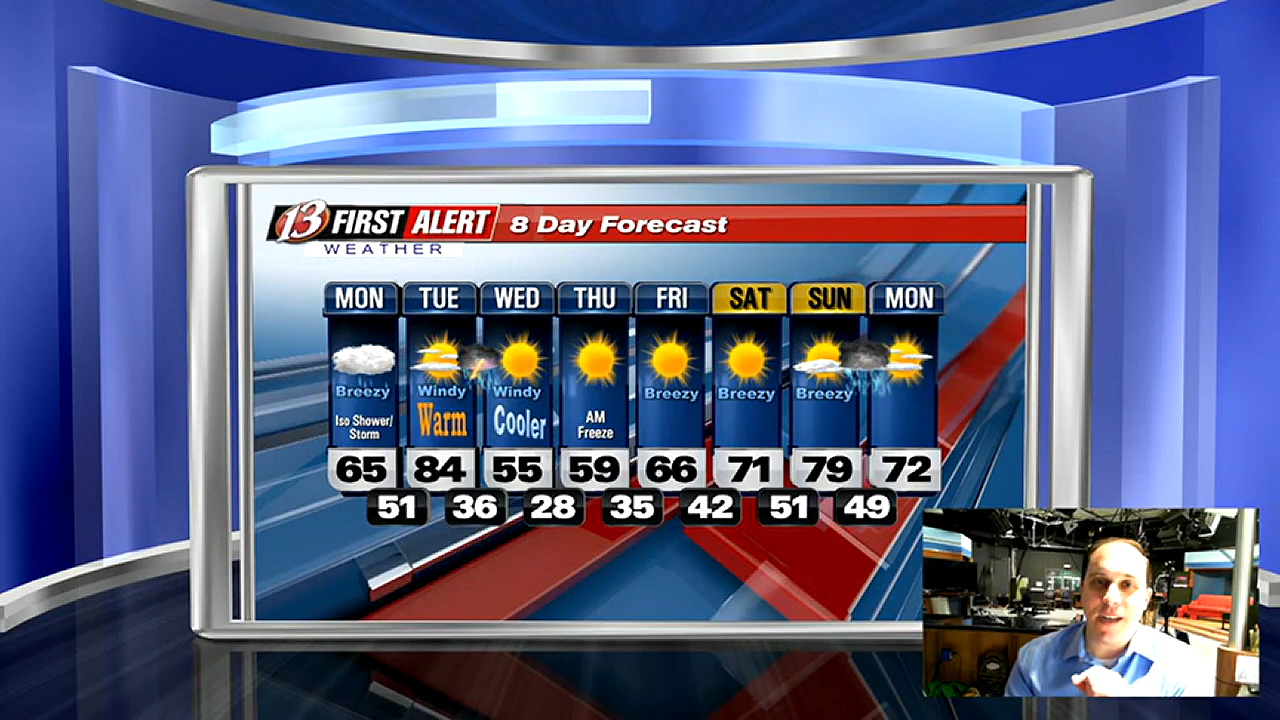 13 FIRST ALERT 8 Day Forecast
WEATHER
MON TUE WED THU FRI SAT SUN MON
Breezy Windy Windy Breezy Breezy Breezy
Iso Shower/ Storm Warm Cooler AM Freeze
65 84 55 59 66 71 79 72
51 36 28 35 42 51 49